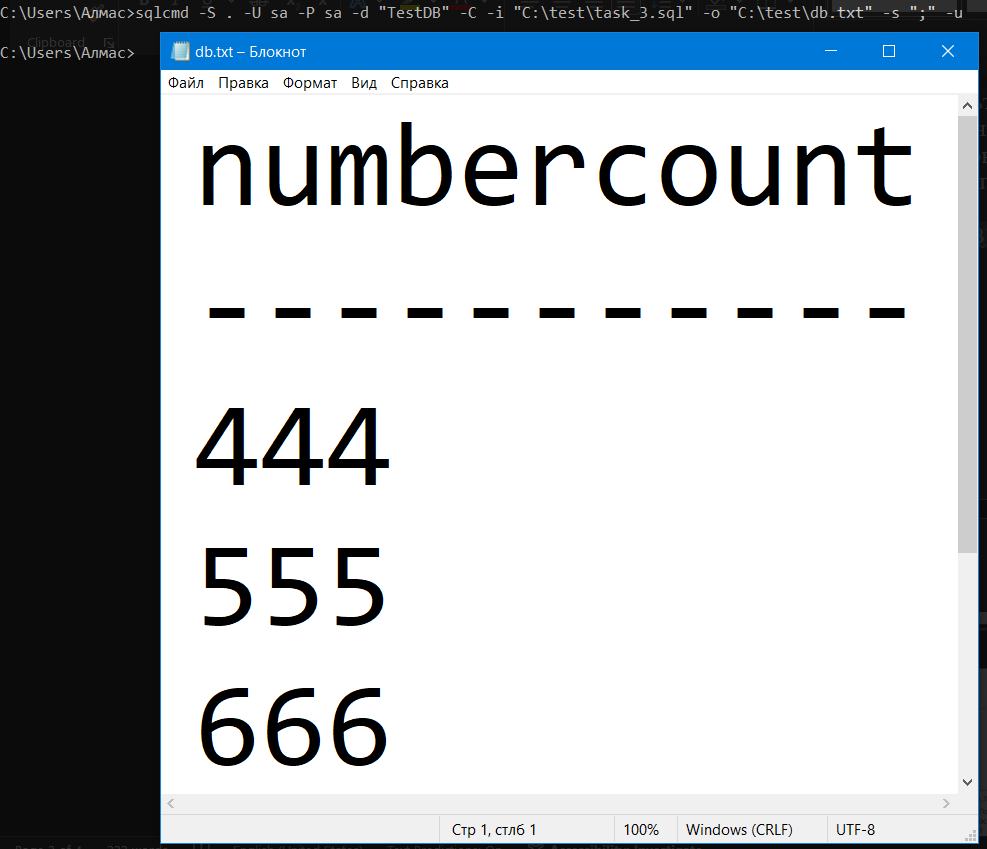 C:\Users\Алмас>sqlcmd -S . -U sa -P sa -d "TestDB" -C -i "C:\test\task_3.sql" -o "C:\test\db.txt" -s ";" -u
Clipboard
C:\Users\Алмас>
db.txt – Блокнот
Файл Правка Формат Вид Справка
numbercount
-----------
444
555
666
Стр 1, стлб 1 100% Windows (CRLF) UTF-8